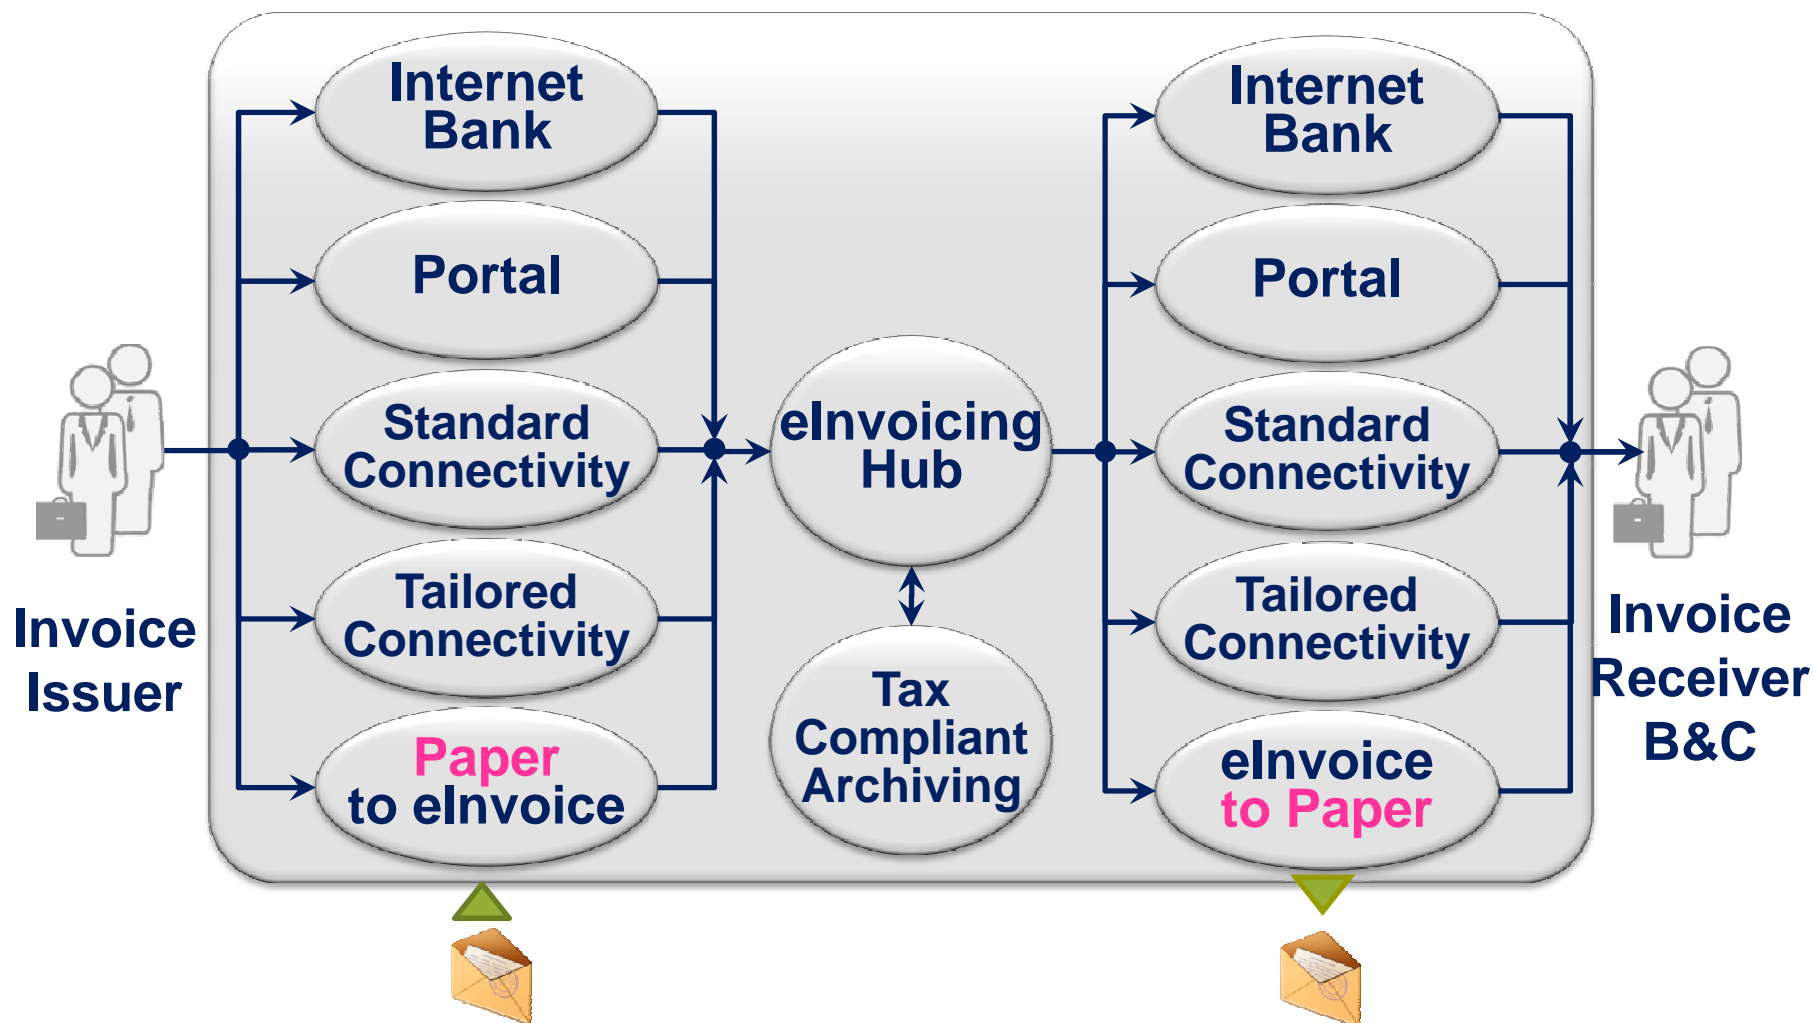 Invoice
Issuer
Internet
Bank
Portal
Standard
Connectivity
Tailored
Connectivity
Paper
to eInvoice
eInvoicing
Hub
Tax
Compliant
Archiving
Internet
Bank
Portal
Standard
Connectivity
Tailored
Connectivity
eInvoice
to Paper
Invoice
Receiver
B&C